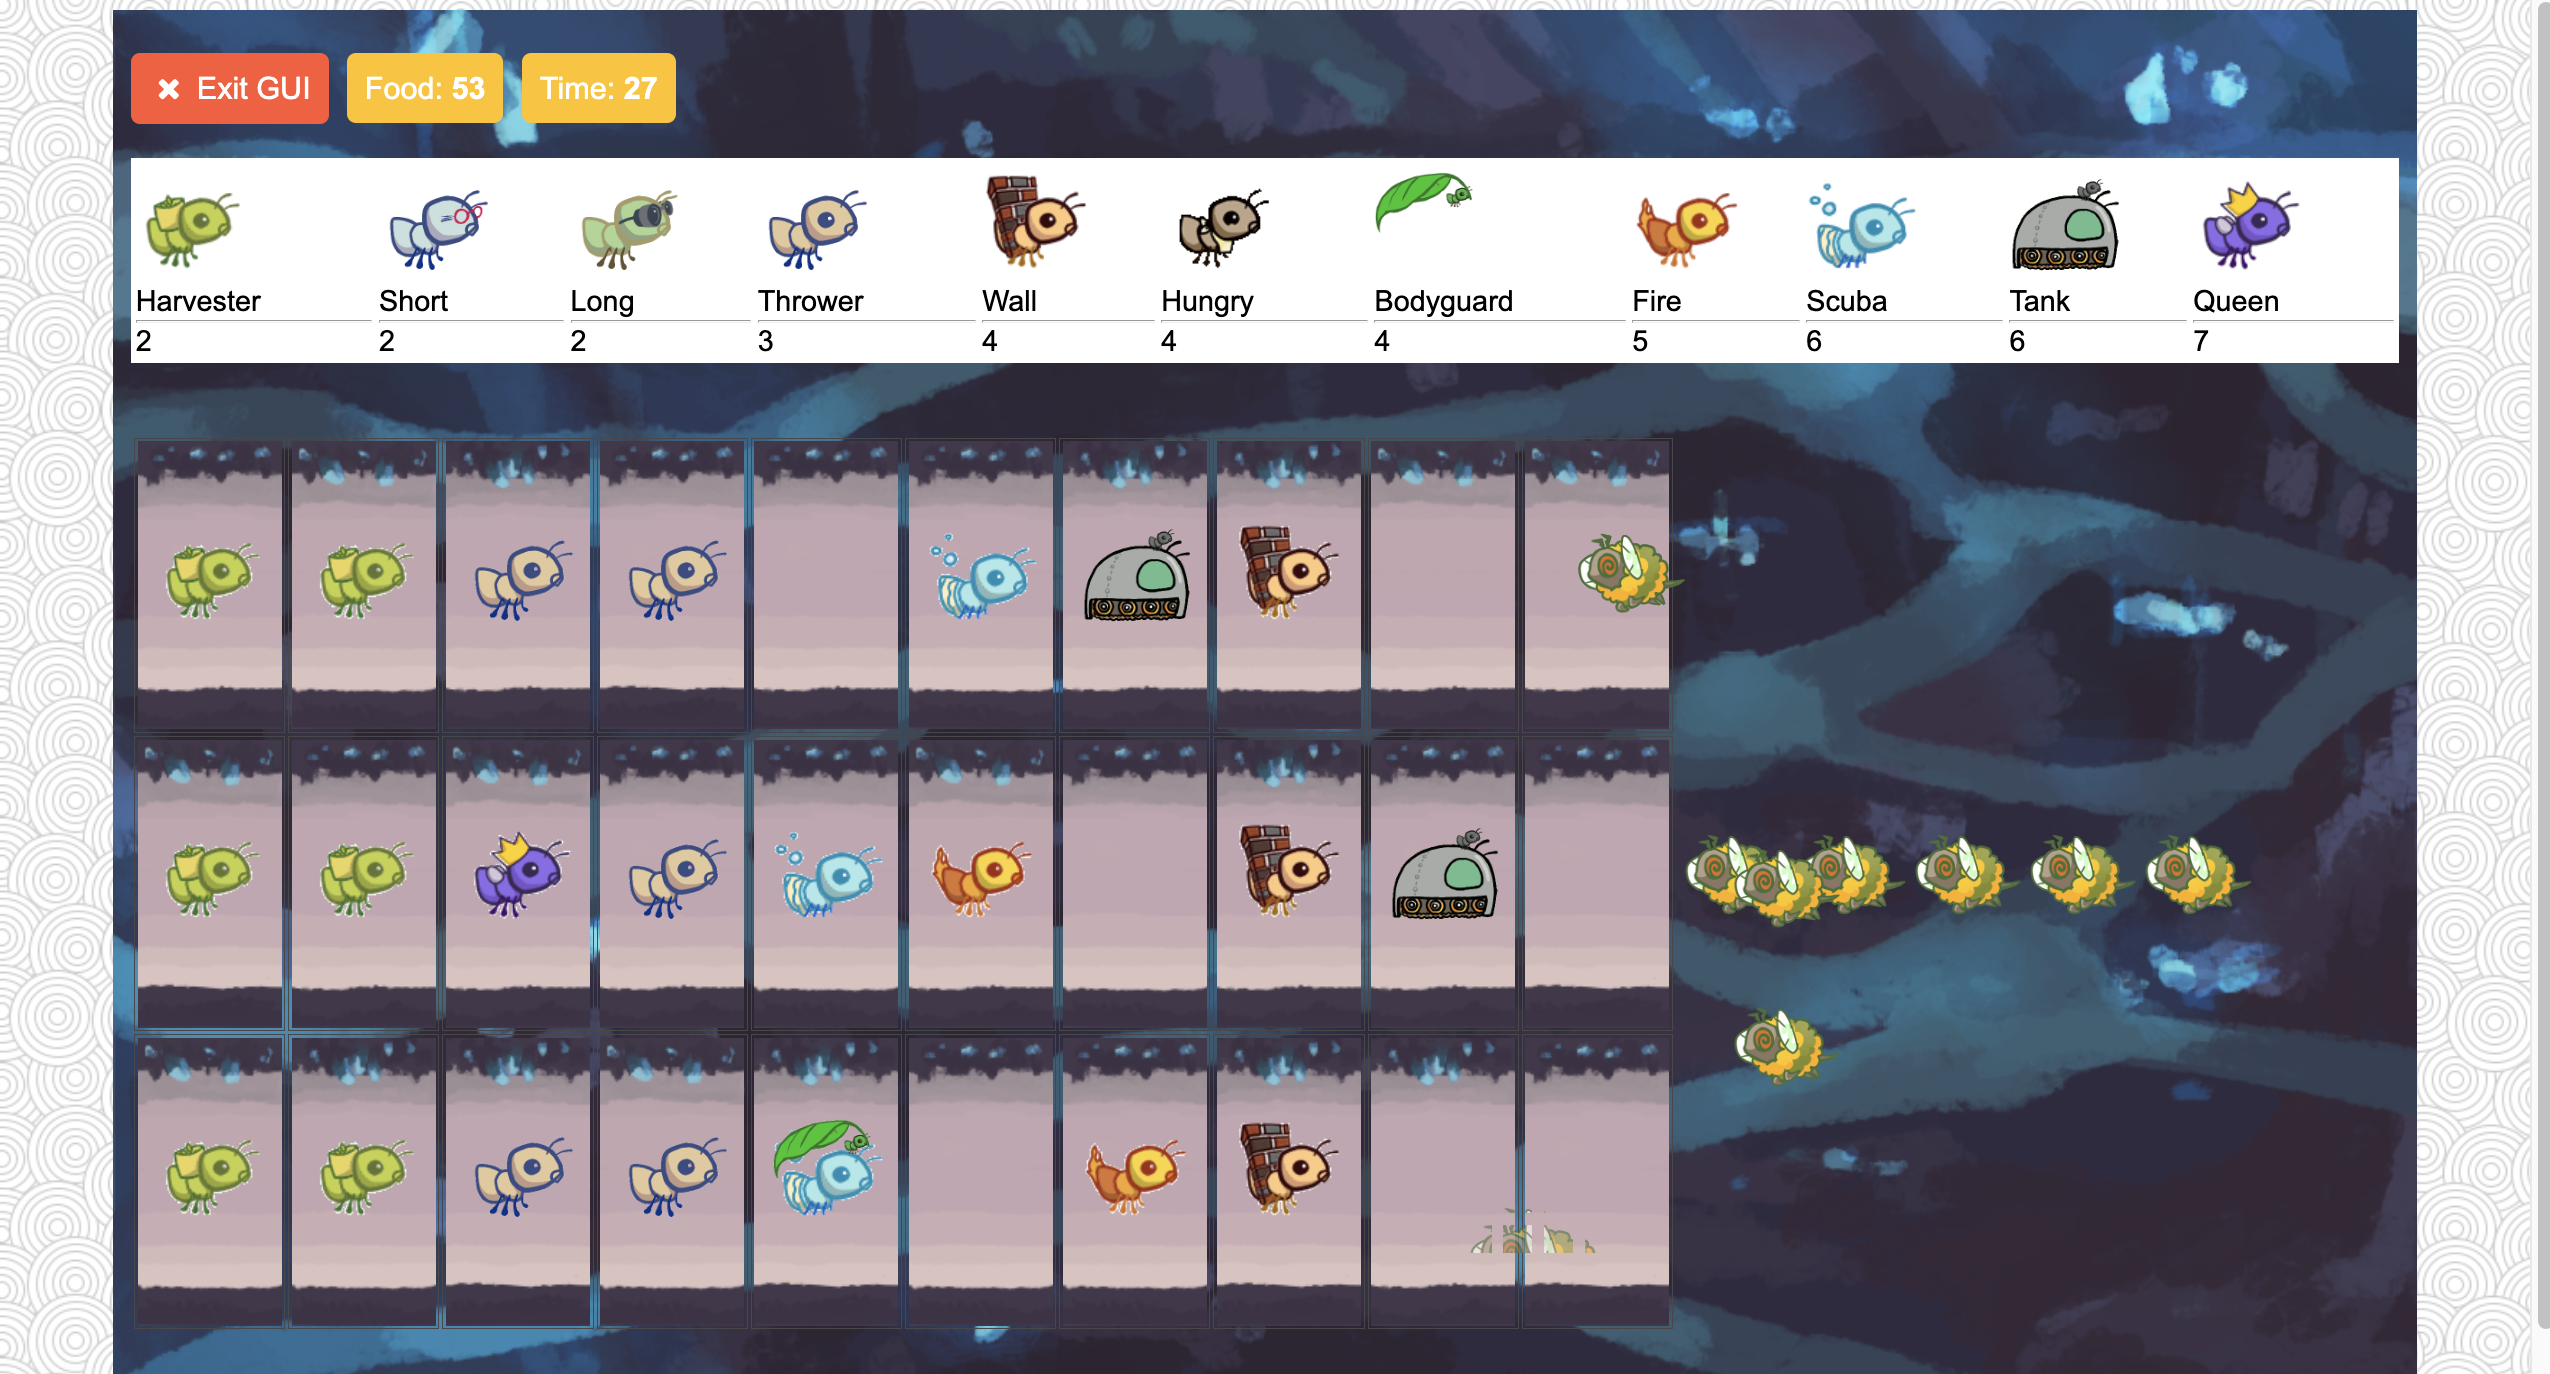 ✖ Exit GUI Food: 53 Time: 27
Harvester Short Long Thrower Wall Hungry Bodyguard Fire Scuba Tank Queen
2 2 2 3 4 4 4 5 6 6 7